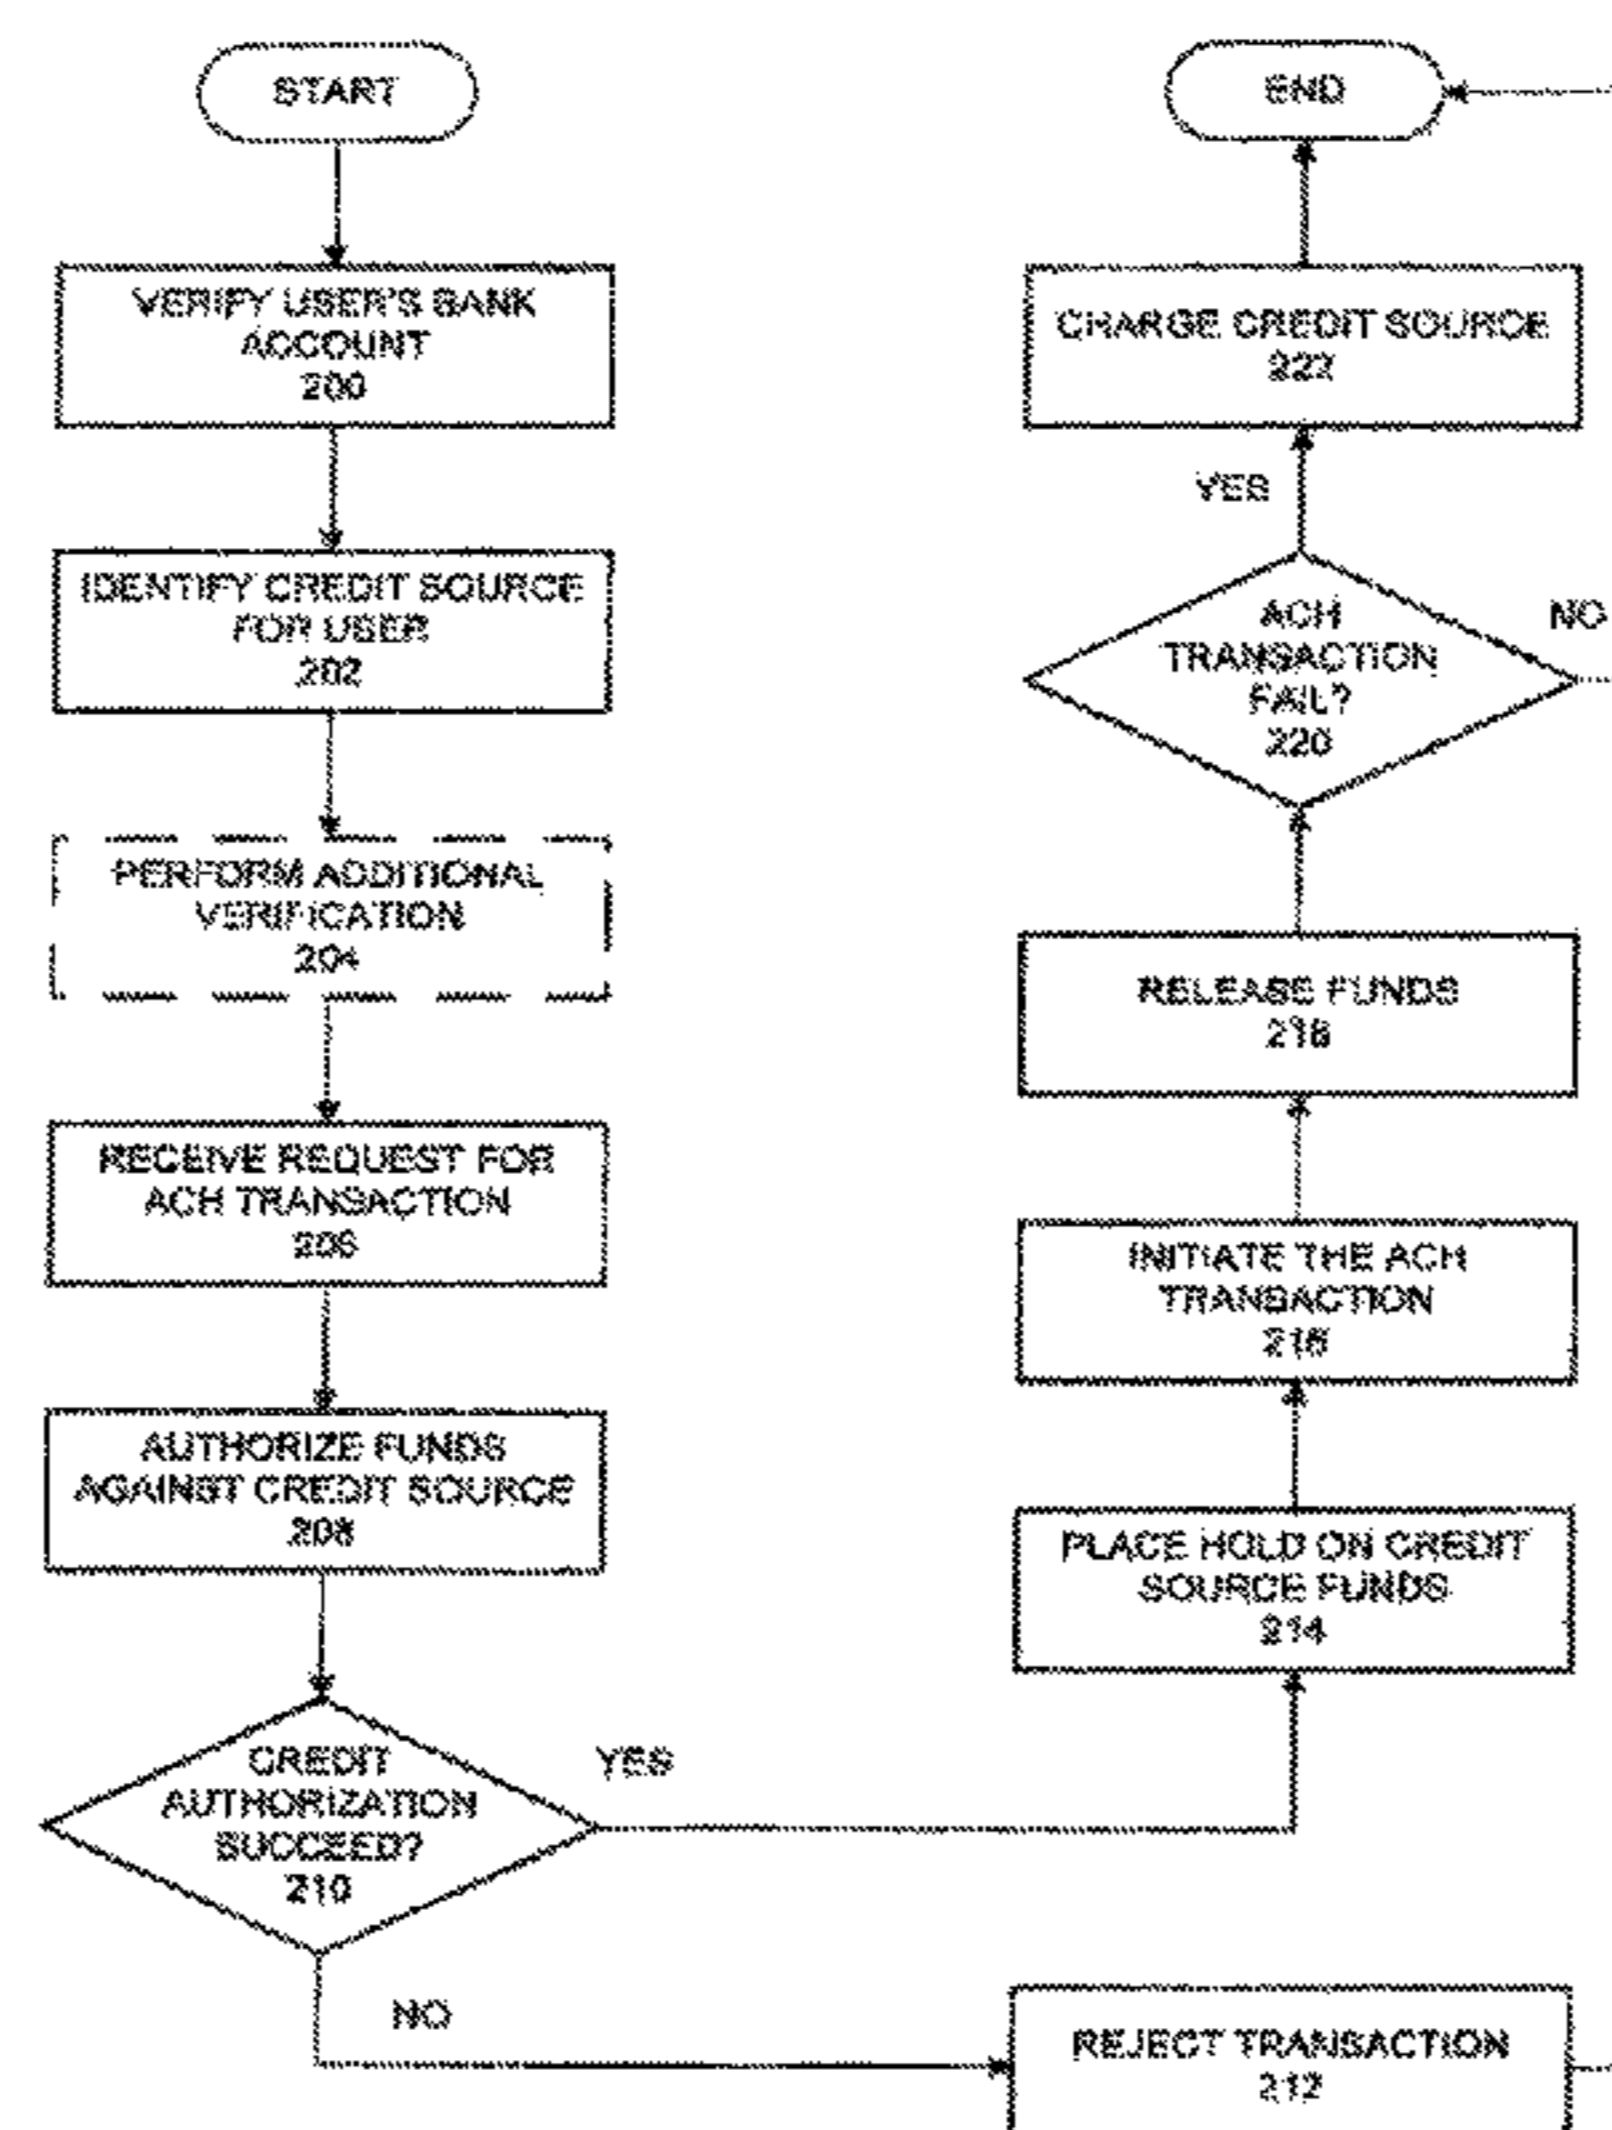 START
VERIFY USER'S BANK
ACCOUNT
200
IDENTIFY CREDIT SOURCE
FOR USER
202
PERFORM ADDITIONAL
VERIFICATION
204
RECEIVE REQUEST FOR
ACH TRANSACTION
206
AUTHORIZE FUNDS
AGAINST CREDIT SOURCE
208
CREDIT
AUTHORIZATION
SUCCEED?
210
YES
NO
REJECT TRANSACTION
212
PLACE HOLD ON CREDIT
SOURCE FUNDS
214
INITIATE THE ACH
TRANSACTION
216
RELEASE FUNDS
218
ACH
TRANSACTION
FAIL?
220
YES
NO
CHARGE CREDIT SOURCE
222
END